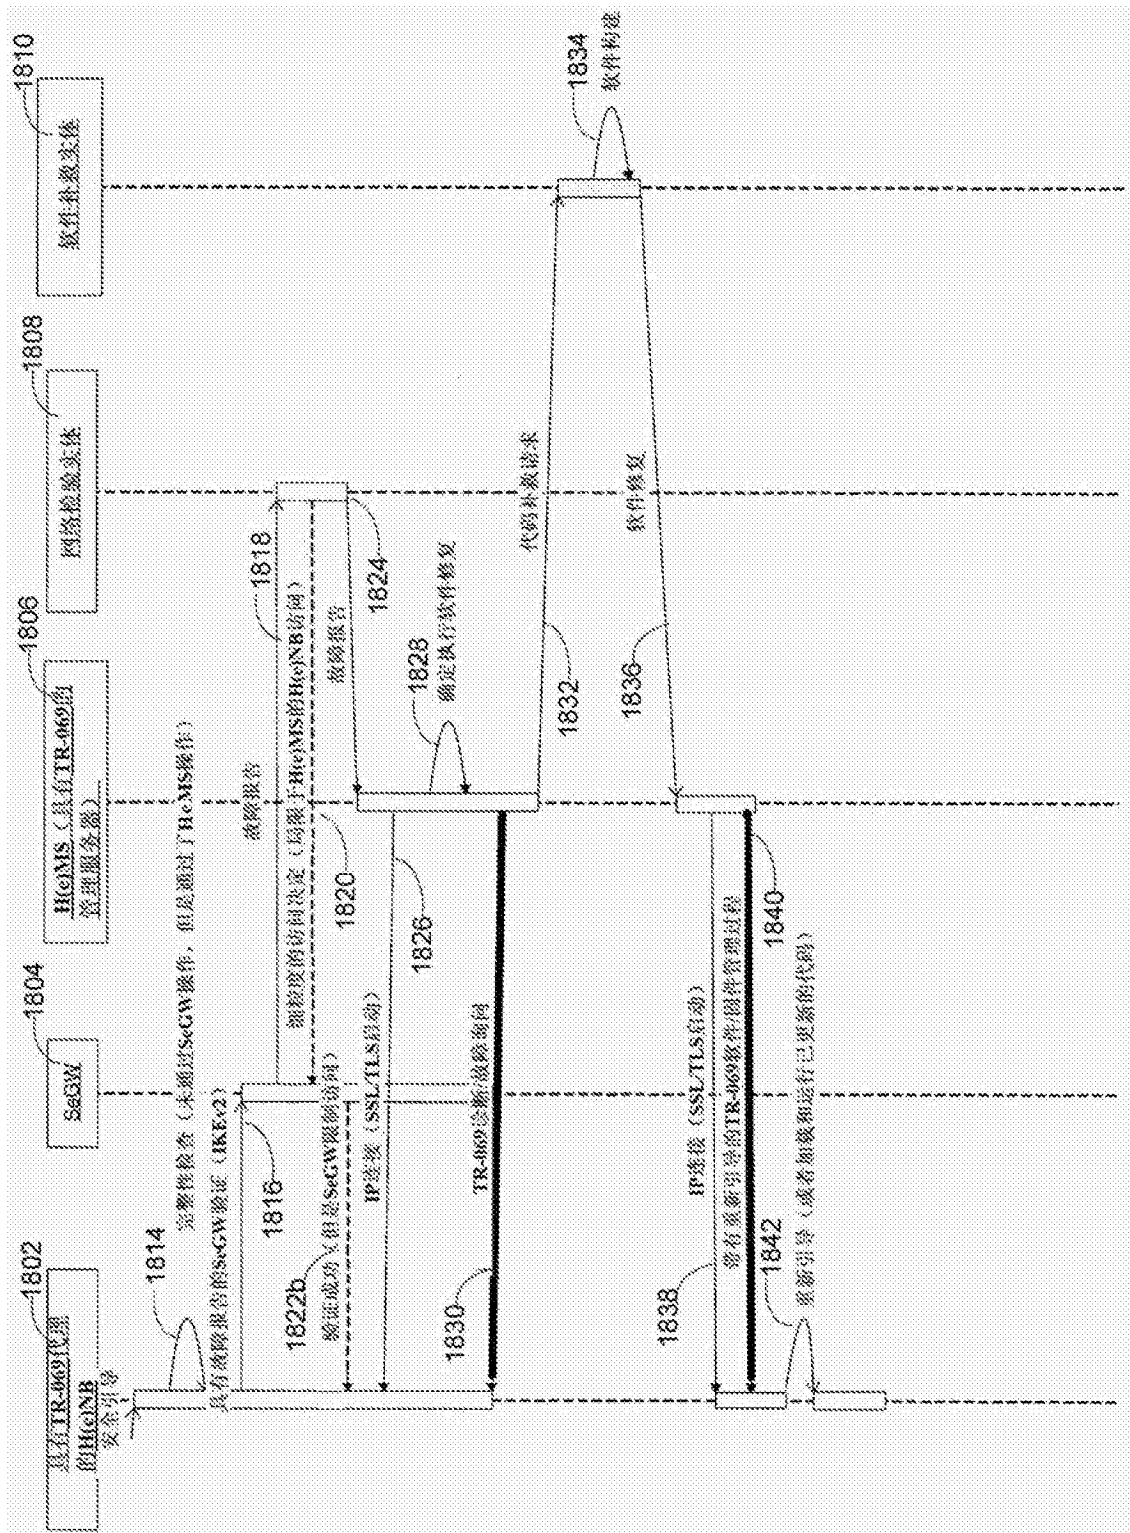 1802
具有TR-069代理
的H(e)NB
1804
SeGW
1806
H(e)MS（具有TR-069的
管理服务器）
1808
网络检验实体
1810
软件补救实体
安全引导
1814
完整性检查（未通过SeGW操作，但是通过了HeMS操作）
具有故障报告的SeGW验证（IKEv2）
1816
故障报告
1818
细粒度的访问决定（局限于H(e)MS的H(e)NB访问）
1820
1822b
验证成功（但是SeGW限制访问）
故障报告
1824
IP连接（SSL/TLS启动）
1826
1828
确定执行软件修复
1830
TR-069诊断/故障询问
代码补救请求
1832
1834
软件构建
软件修复
1836
1838
IP连接（SSL/TLS启动）
带有重新引导的TR-069软件/固件管理过程
1840
1842
重新引导（或者加载和运行已更新的代码）